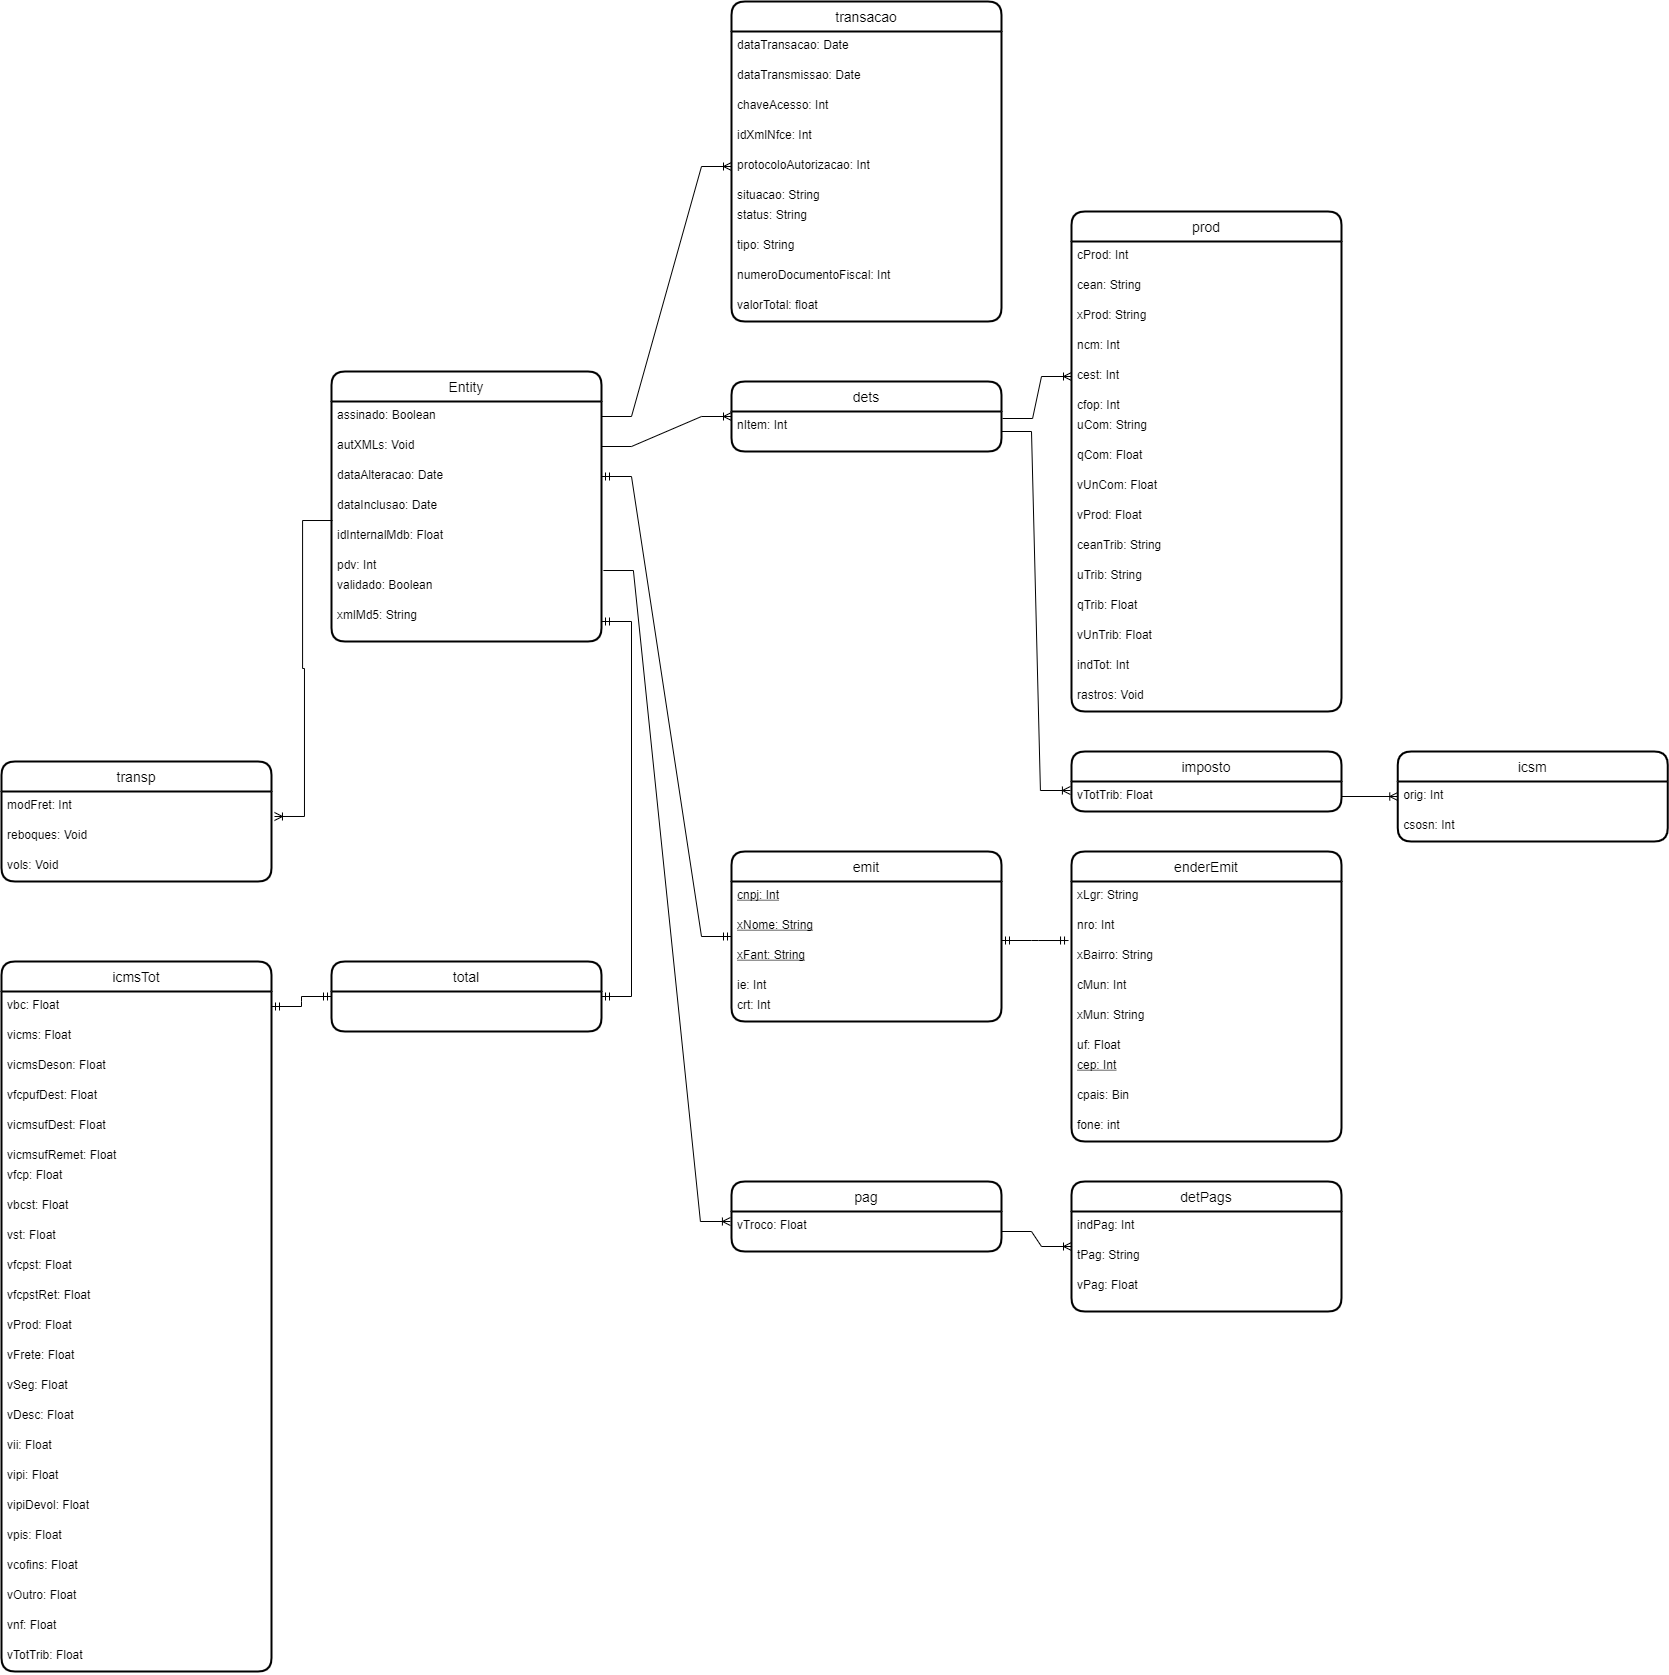 transacao
dataTransacao: Date
dataTransmissao: Date
chaveAcesso: Int
idXmlNfce: Int
protocoloAutorizacao: Int
situacao: String
status: String
tipo: String
numeroDocumentoFiscal: Int
valorTotal: float
prod
cProd: Int
cean: String
xProd: String
ncm: Int
cest: Int
cfop: Int
uCom: String
qCom: Float
vUnCom: Float
vProd: Float
ceanTrib: String
uTrib: String
qTrib: Float
vUnTrib: Float
indTot: Int
rastros: Void
Entity
assinado: Boolean
autXMLs: Void
dataAlteracao: Date
dataInclusao: Date
idInternalMdb: Float
pdv: Int
validado: Boolean
xmlMd5: String
dets
nItem: Int
transp
modFret: Int
reboques: Void
vols: Void
imposto
vTotTrib: Float
icsm
orig: Int
csosn: Int
emit
cnpj: Int
xNome: String
xFant: String
ie: Int
crt: Int
enderEmit
xLgr: String
nro: Int
xBairro: String
cMun: Int
xMun: String
uf: Float
cep: Int
cpais: Bin
fone: int
icmsTot
vbc: Float
vicms: Float
vicmsDeson: Float
vfcpufDest: Float
vicmsufDest: Float
vicmsufRemet: Float
vfcp: Float
vbcst: Float
vst: Float
vfcpst: Float
vfcpstRet: Float
vProd: Float
vFrete: Float
vSeg: Float
vDesc: Float
vii: Float
vipi: Float
vipiDevol: Float
vpis: Float
vcofins: Float
vOutro: Float
vnf: Float
vTotTrib: Float
total
pag
vTroco: Float
detPags
indPag: Int
tPag: String
vPag: Float